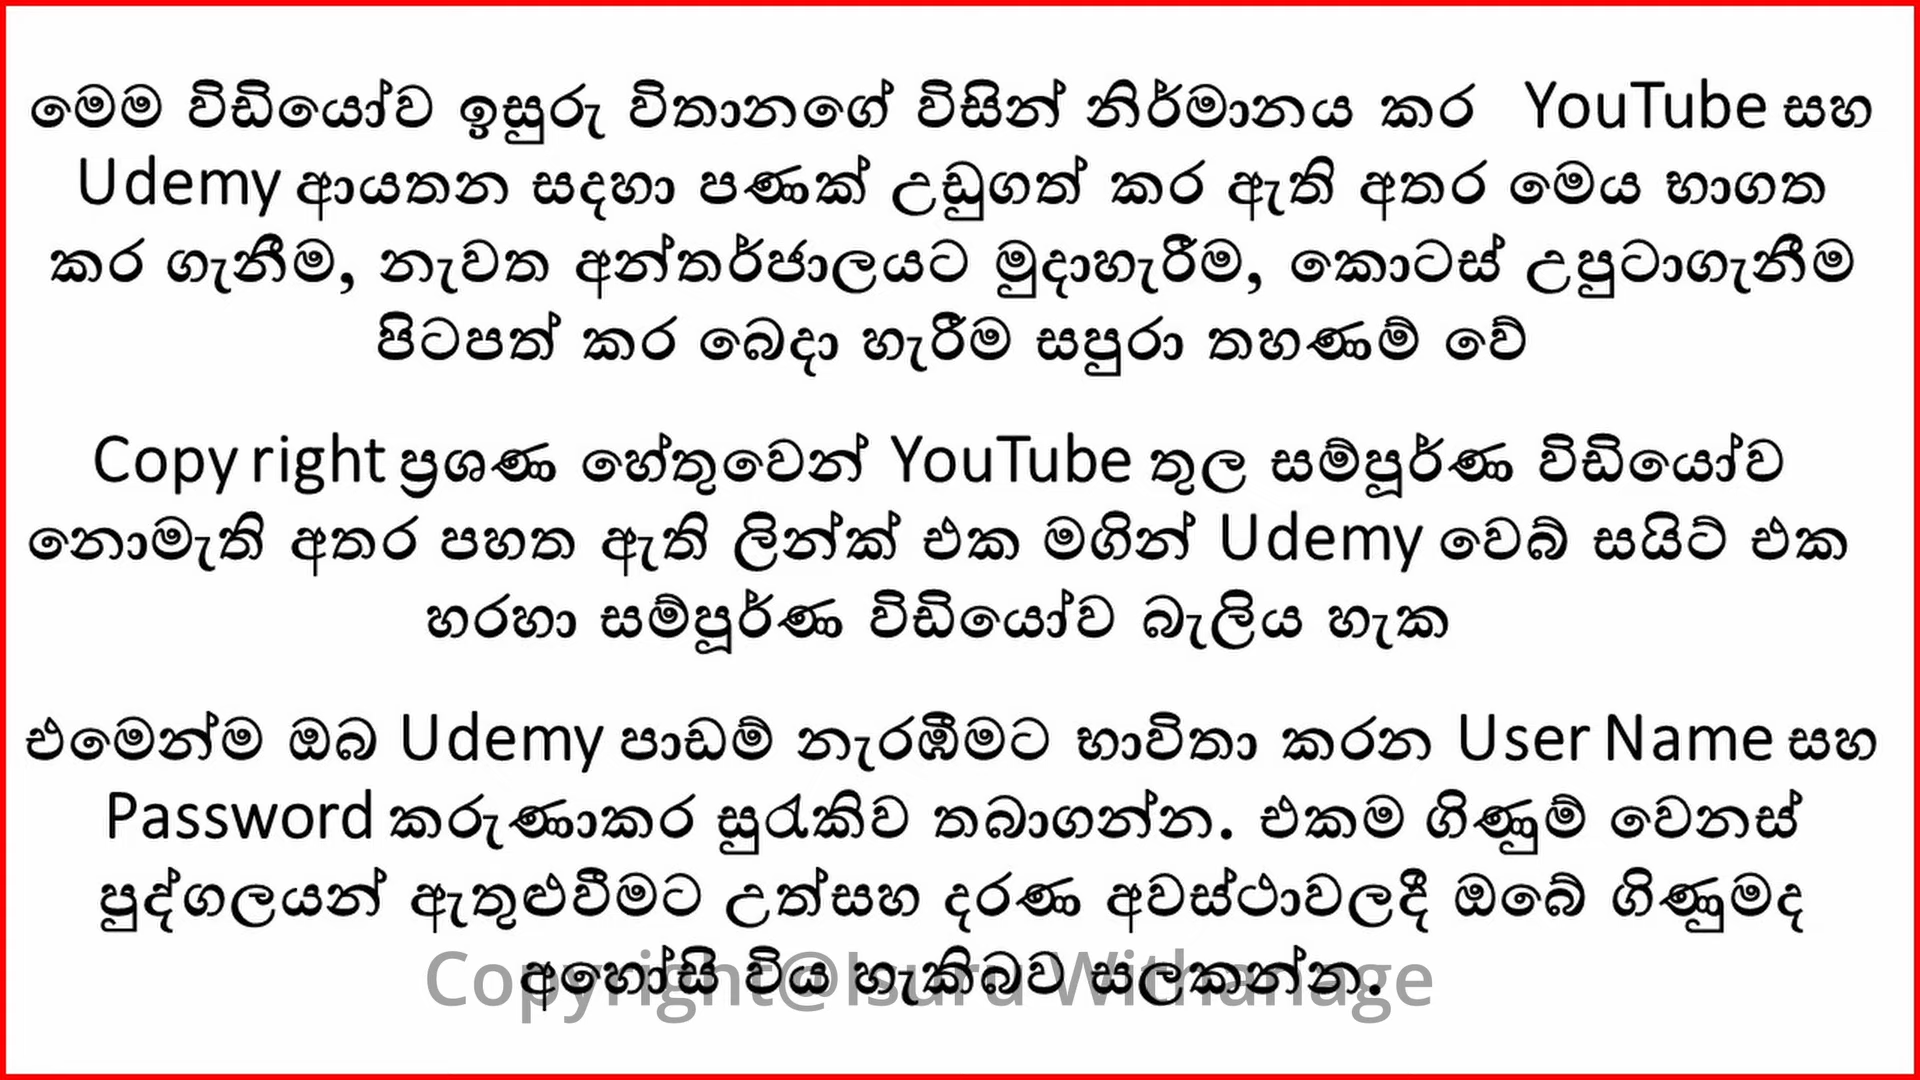 මෙම විඩියෝව ඉසුරු විතානගේ විසින් නිර්මානය කර YouTube සහ
Udemy ආයතන සඳහා පණක් උඩුගත් කර ඇති අතර මෙය භාගත
කර ගැනීම, නැවත අන්තර්ජාලයට මුදාහැරීම, කොටස් උපුටාගැනීම
පිටපත් කර බෙදා හැරීම සපුරා තහණම් වේ
Copy right ප්‍රශණ හේතුවෙන් YouTube තුල සම්පූර්ණ විඩියෝව
නොමැති අතර පහත ඇති ලින්ක් එක මගින් Udemy වෙබ් සයිට් එක
හරහා සම්පූර්ණ විඩියෝව බැලිය හැක
එමෙන්ම ඔබ Udemy පාඩම් නැරඹීමට භාවිතා කරන User Name සහ
Password කරුණාකර සුරැකිව තබාගන්න. එකම ගිණුම් වෙනස්
පුද්ගලයන් ඇතුළුවීමට උත්සහ දරණ අවස්ථාවලදී ඔබේ ගිණුමද
අහෝසි විය හැකිබව සලකන්න.
Copyright@Isuru Withanage